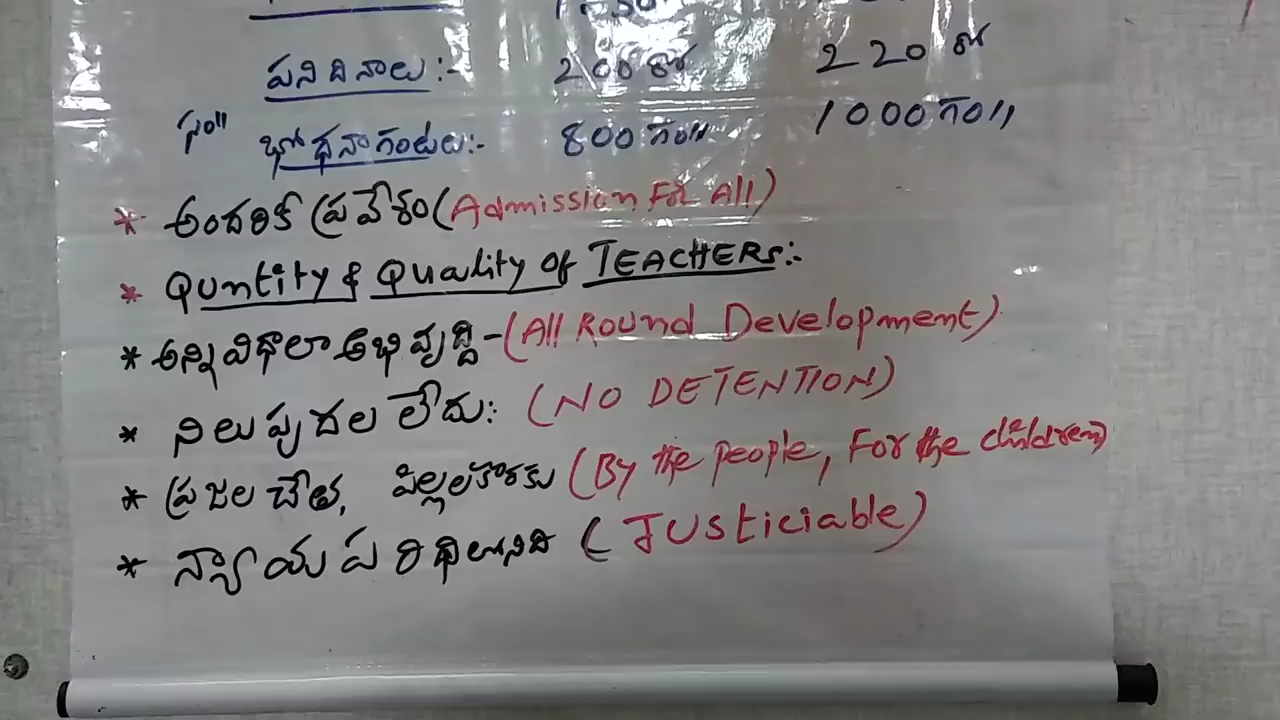 పనిదినాలు:- 200 రో 220 రో
సం" భోధనాగంటలు:- 800 గం" 1000 గం"
* అందరికి ప్రవేశం (Admission For All)
* Quntity & Quality of TEACHERS:-
* అన్నివిధాలా అభివృద్ది - (All Round Development)
* నిలుపుదల లేదు: (NO DETENTION)
* ప్రజల చేత, పిల్లలకొరకు (By the people, For the children)
* న్యాయ పరిధిలోనిది (JUSticiable)